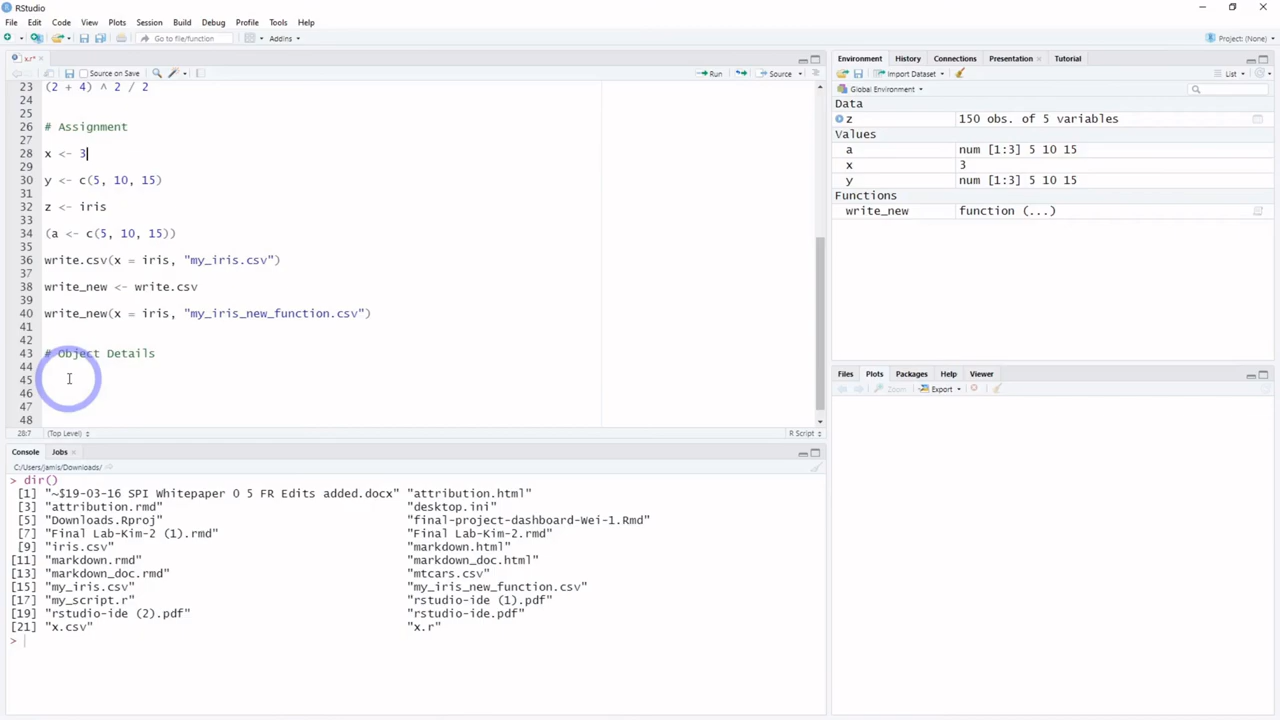 RStudio
File Edit Code View Plots Session Build Debug Profile Tools Help
Go to file/function Addins Project: (None)
x.r*
Source on Save Run Source
23 (2 + 4) ^ 2 / 2
24
25
26 # Assignment
27
28 x <- 3
29
30 y <- c(5, 10, 15)
31
32 z <- iris
33
34 (a <- c(5, 10, 15))
35
36 write.csv(x = iris, "my_iris.csv")
37
38 write_new <- write.csv
39
40 write_new(x = iris, "my_iris_new_function.csv")
41
42
43 # Object Details
44
45
46
47
48
28:7 (Top Level) R Script
Console Jobs
C:/Users/jamis/Downloads/
> dir()
[1] "~$19-03-16 SPI Whitepaper O 5 FR Edits added.docx" "attribution.html"
[3] "attribution.rmd" "desktop.ini"
[5] "Downloads.Rproj" "final-project-dashboard-Wei-1.Rmd"
[7] "Final Lab-Kim-2 (1).rmd" "Final Lab-Kim-2.rmd"
[9] "iris.csv" "markdown.html"
[11] "markdown.rmd" "markdown_doc.html"
[13] "markdown_doc.rmd" "mtcars.csv"
[15] "my_iris.csv" "my_iris_new_function.csv"
[17] "my_script.r" "rstudio-ide (1).pdf"
[19] "rstudio-ide (2).pdf" "rstudio-ide.pdf"
[21] "x.csv" "x.r"
>
Environment History Connections Presentation Tutorial
Import Dataset List
Global Environment
Data
z 150 obs. of 5 variables
Values
a num [1:3] 5 10 15
x 3
y num [1:3] 5 10 15
Functions
write_new function (...)
Files Plots Packages Help Viewer
Zoom Export